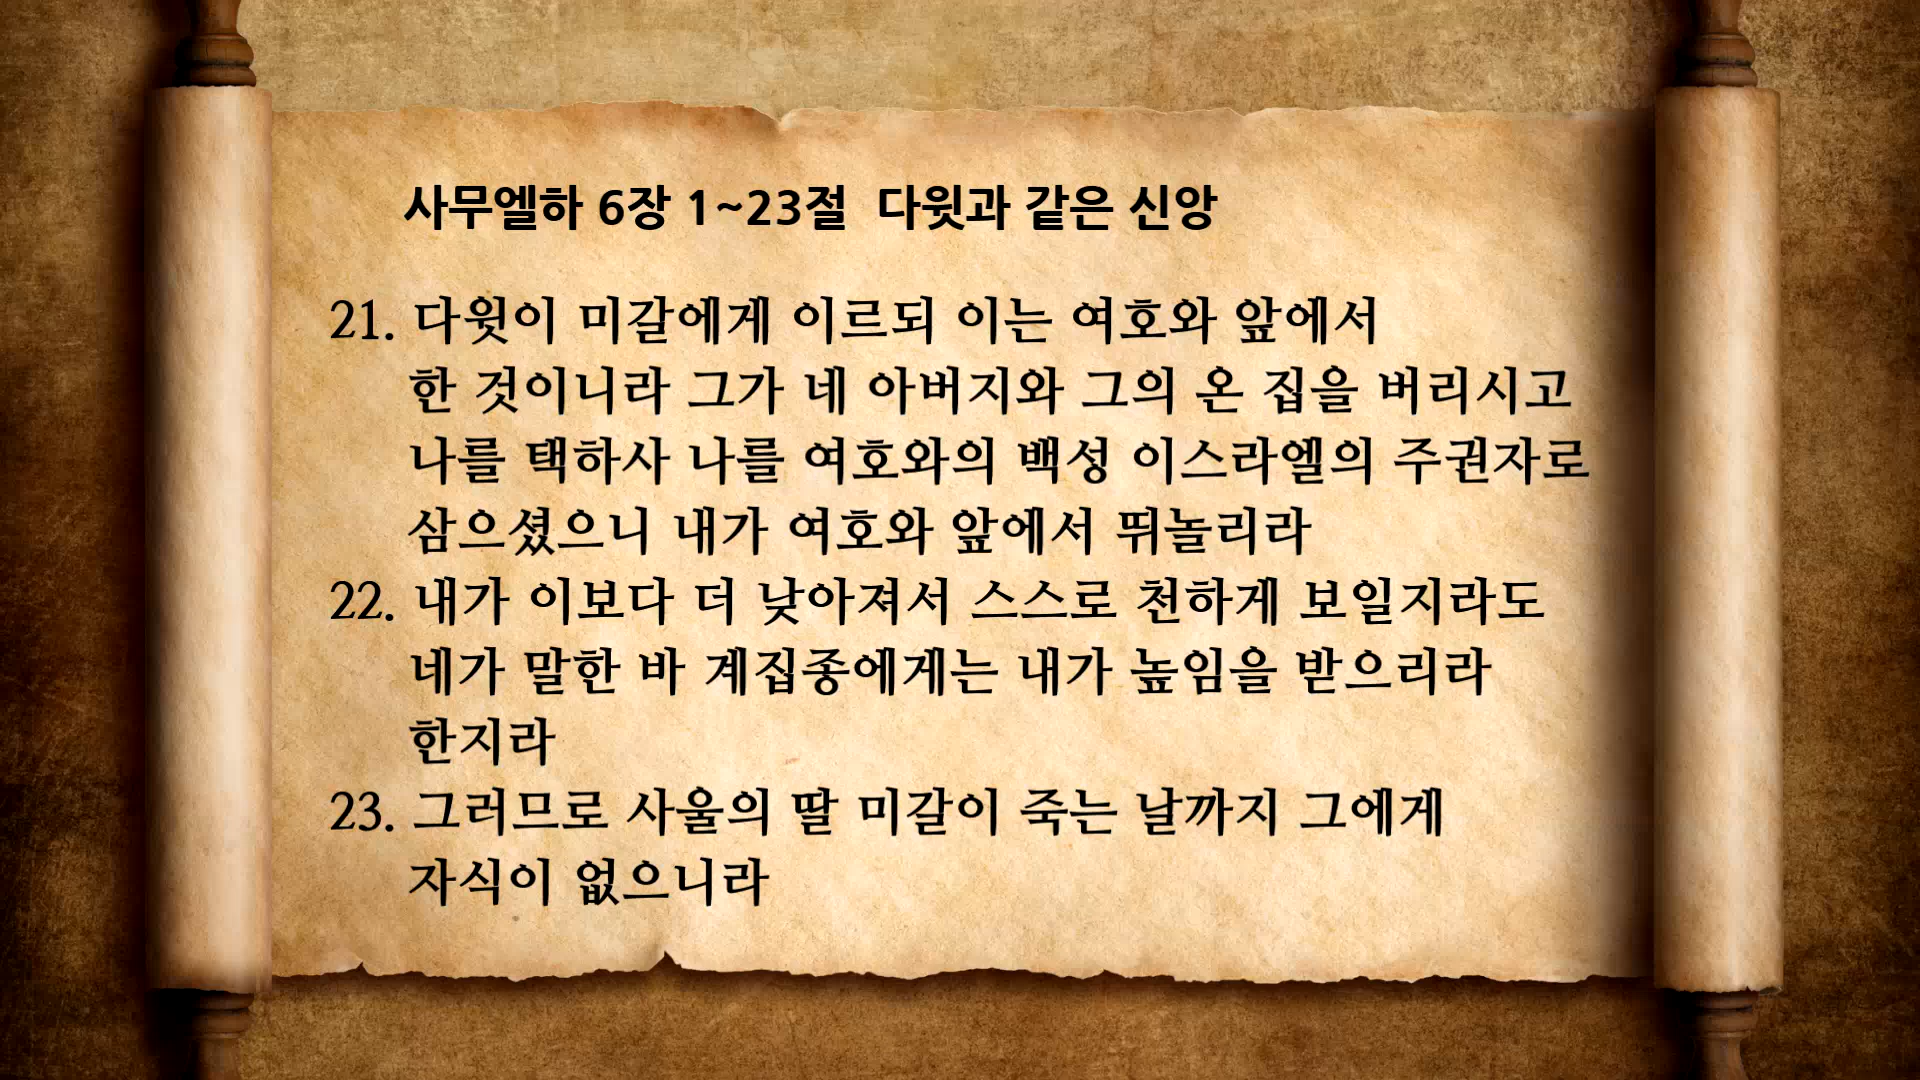 사무엘하 6장 1~23절 다윗과 같은 신앙
21. 다윗이 미갈에게 이르되 이는 여호와 앞에서
한 것이니라 그가 네 아버지와 그의 온 집을 버리시고
나를 택하사 나를 여호와의 백성 이스라엘의 주권자로
삼으셨으니 내가 여호와 앞에서 뛰놀리라
22. 내가 이보다 더 낮아져서 스스로 천하게 보일지라도
네가 말한 바 계집종에게는 내가 높임을 받으리라
한지라
23. 그러므로 사울의 딸 미갈이 죽는 날까지 그에게
자식이 없으니라